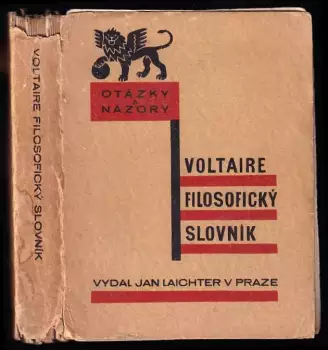 VOLTAIRE FILOSOFICKÝ SLOVNÍK
OTÁZKY
A
NÁZORY
VOLTAIRE
FILOSOFICKÝ
SLOVNÍK
VYDAL JAN LAICHTER V PRAZE